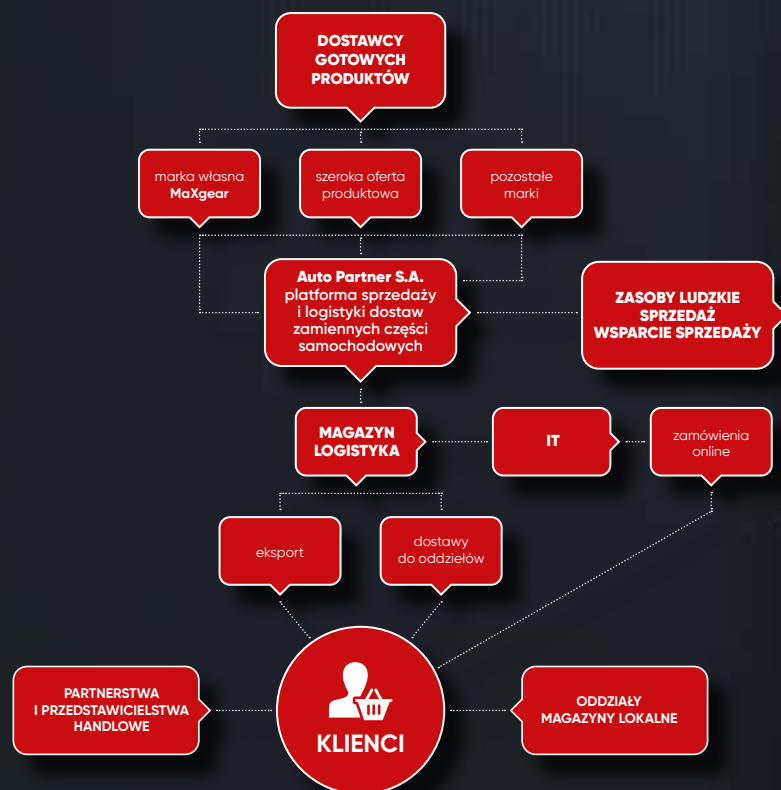 DOSTAWCY
GOTOWYCH
PRODUKTÓW
marka własna
MaXgear
szeroka oferta
produktowa
pozostałe
marki
Auto Partner S.A.
platforma sprzedaży
i logistyki dostaw
zamiennych części
samochodowych
ZASOBY LUDZKIE
SPRZEDAŻ
WSPARCIE SPRZEDAŻY
MAGAZYN
LOGISTYKA
IT
zamówienia
online
eksport
dostawy
do oddziełów
PARTNERSTWA
I PRZEDSTAWICIELSTWA
HANDLOWE
KLIENCI
ODDZIAŁY
MAGAZYNY LOKALNE